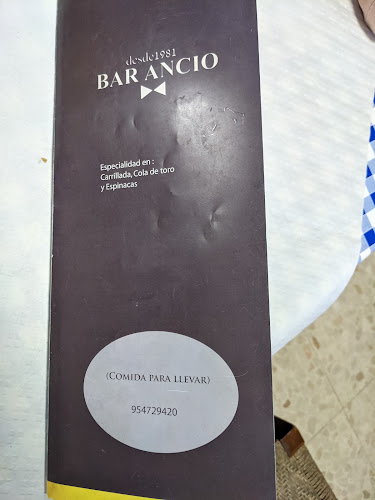 desde1981
BAR ANCIO
Especialidad en :
Carrillada, Cola de toro
y Espinacas
(COMIDA PARA LLEVAR)
954729420